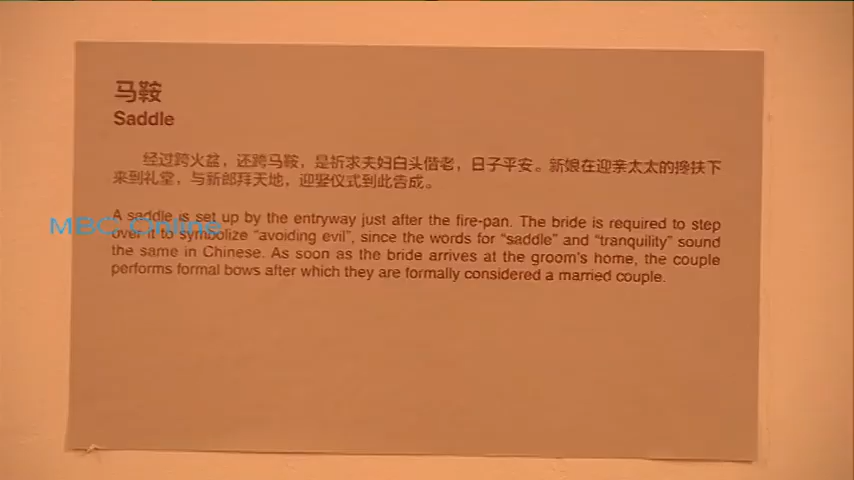 马鞍
Saddle
经过跨火盆，还跨马鞍，是祈求夫妇白头偕老，日子平安。新娘在迎亲太太的搀扶下
来到礼堂，与新郎拜天地，迎娶仪式到此告成。
A saddle is set up by the entryway just after the fire-pan. The bride is required to step
over it to symbolize “avoiding evil”, since the words for “saddle” and “tranquility” sound
the same in Chinese. As soon as the bride arrives at the groom's home, the couple
performs formal bows after which they are formally considered a married couple.
MBC Online